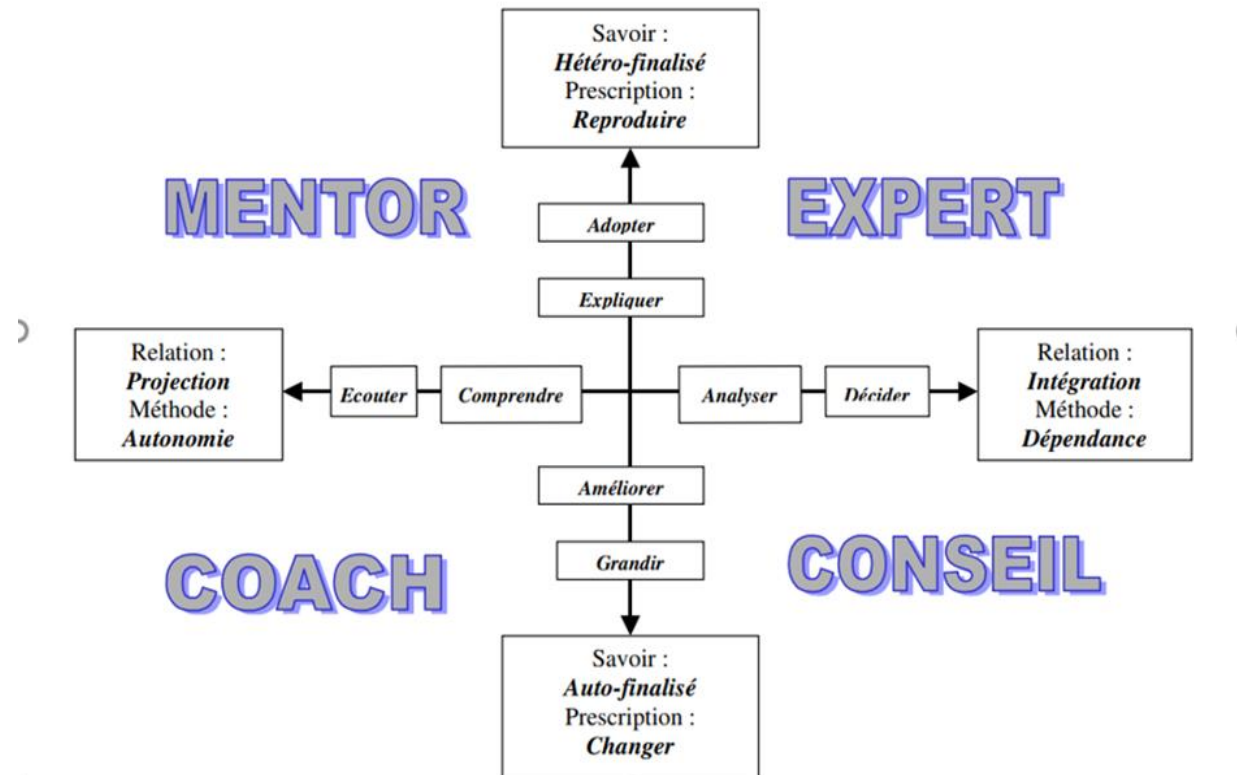 Savoir :
Hétéro-finalisé
Prescription :
Reproduire
MENTOR
EXPERT
Adopter
Expliquer
Relation :
Projection
Méthode :
Autonomie
Ecouter
Comprendre
Analyser
Décider
Relation :
Intégration
Méthode :
Dépendance
Améliorer
COACH
Grandir
CONSEIL
Savoir :
Auto-finalisé
Prescription :
Changer